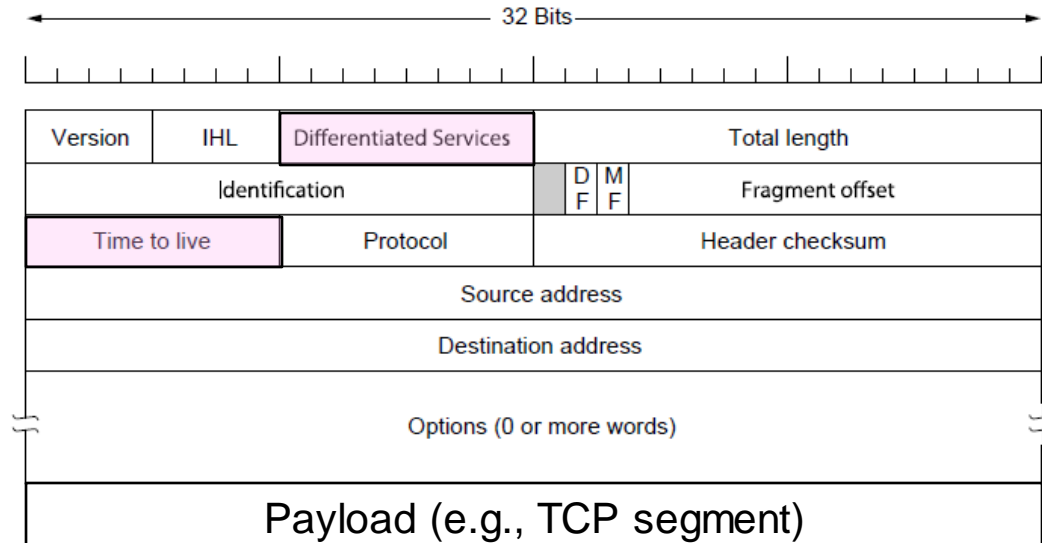 32 Bits
Version IHL Differentiated Services Total length
Identification D F M F Fragment offset
Time to live Protocol Header checksum
Source address
Destination address
Options (0 or more words)
Payload (e.g., TCP segment)